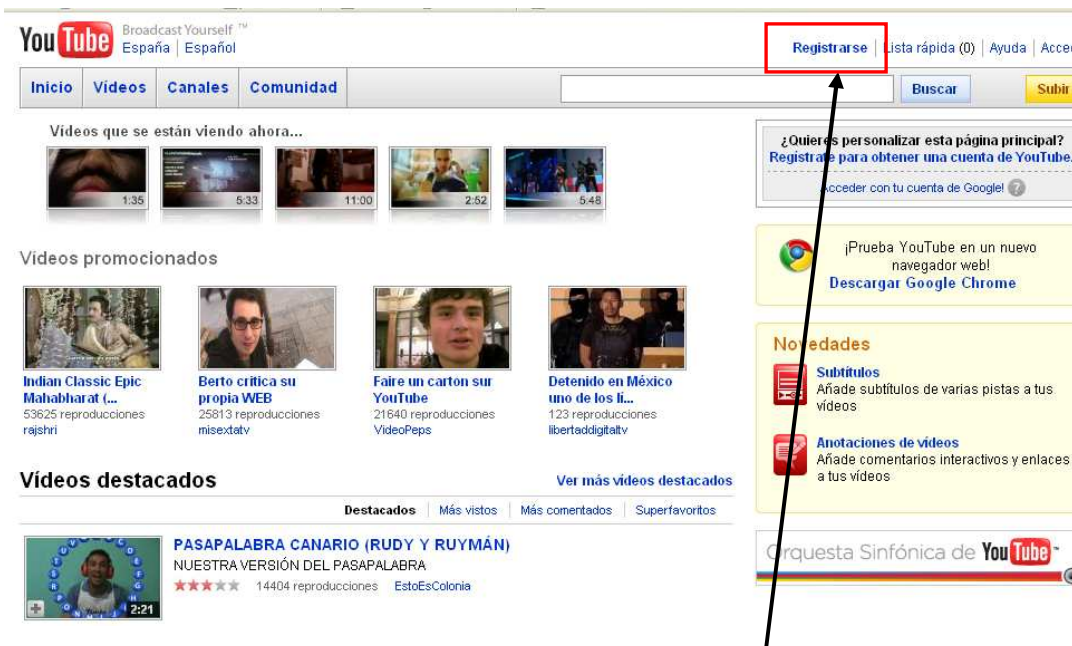 You Tube Broadcast Yourself ™
España | Español
Registrarse | Lista rápida (0) | Ayuda |
Inicio Vídeos Canales Comunidad Buscar Subir
Vídeos que se están viendo ahora...
1:35 5:33 11:00 2:52 5:48
¿Quieres personalizar esta página principal?
Regístrate para obtener una cuenta de YouTube.
Acceder con tu cuenta de Google! ?
¡Prueba YouTube en un nuevo
navegador web!
Descargar Google Chrome
Vídeos promocionados
Indian Classic Epic
Mahabharat (...
53625 reproducciones
rajshri
Berto critica su
propia WEB
25813 reproducciones
misextatv
Faire un carton sur
YouTube
21640 reproducciones
VideoPeps
Detenido en México
uno de los lí...
123 reproducciones
libertaddigitaltv
Novedades
Subtítulos
Añade subtítulos de varias pistas a tus
vídeos
Anotaciones de vídeos
Añade comentarios interactivos y enlaces
a tus vídeos
Vídeos destacados Ver más vídeos destacados
Destacados | Más vistos | Más comentados | Superfavoritos
PASAPALABRA CANARIO (RUDY Y RUYMÁN)
NUESTRA VERSIÓN DEL PASAPALABRA
14404 reproducciones EstoEsColonia
2:21
Orquesta Sinfónica de You Tube